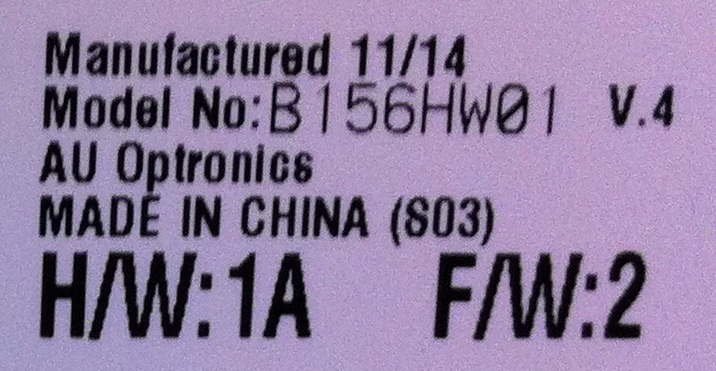 Manufactured 11/14
Model No:B156HW01 V.4
AU Optronics
MADE IN CHINA (S03)
H/W:1A F/W:2